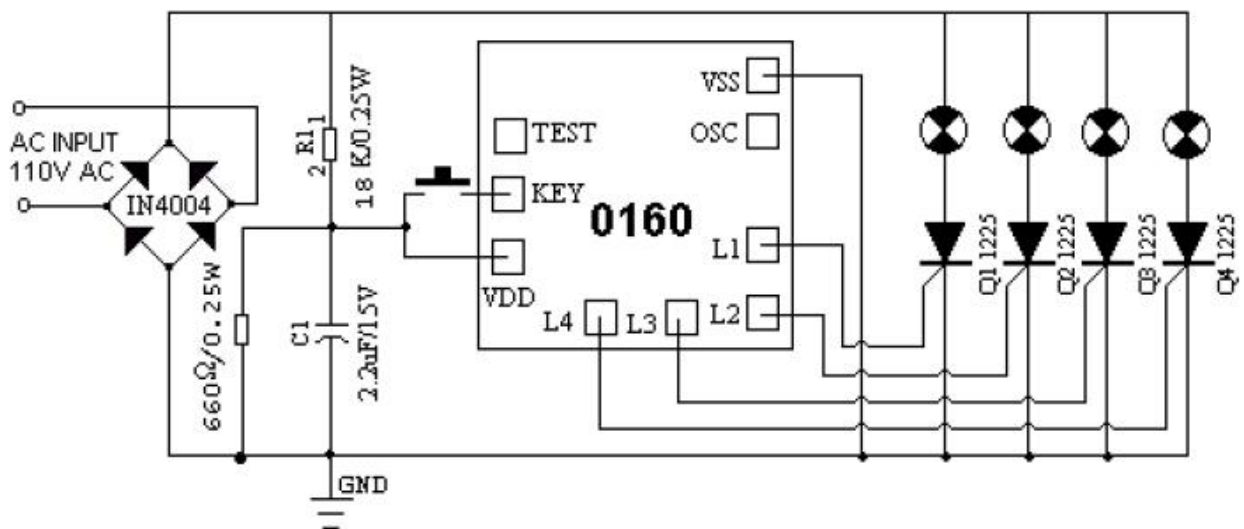 AC INPUT
110V AC
IN4004
660Ω/0.25W
R1
1
2
18 K/0.25W
C1
2.2uF/15V
GND
TEST
KEY
VDD
0160
VSS
OSC
L1
L2
L3
L4
Q1 1225
Q2 1225
Q3 1225
Q4 1225